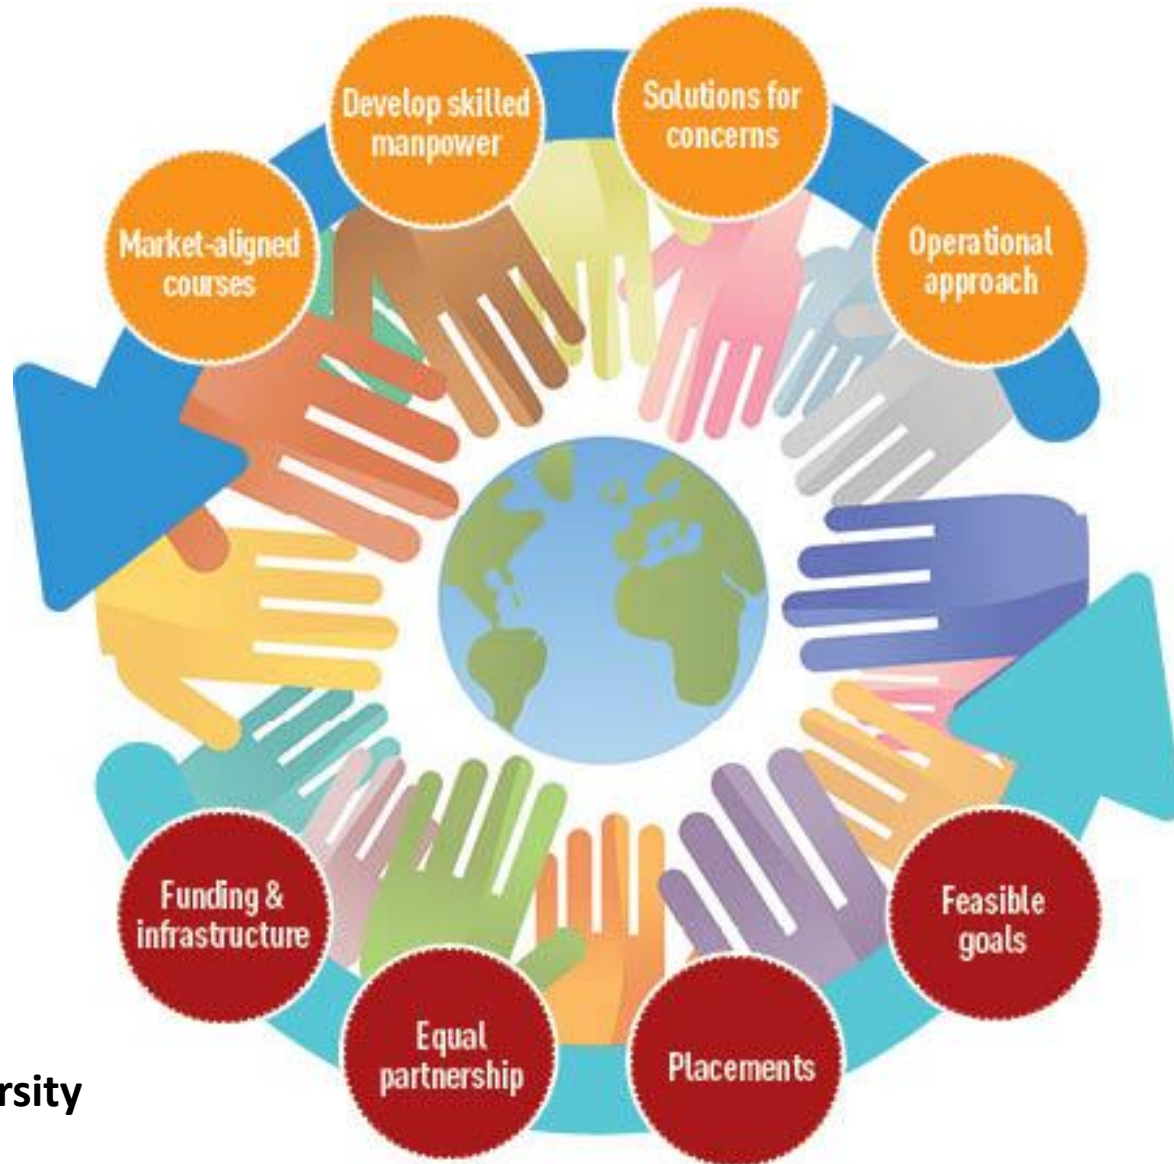 Develop skilled
manpower
Solutions for
concerns
Market-aligned
courses
Operational
approach
Funding &
infrastructure
Feasible
goals
Equal
partnership
Placements
rsity